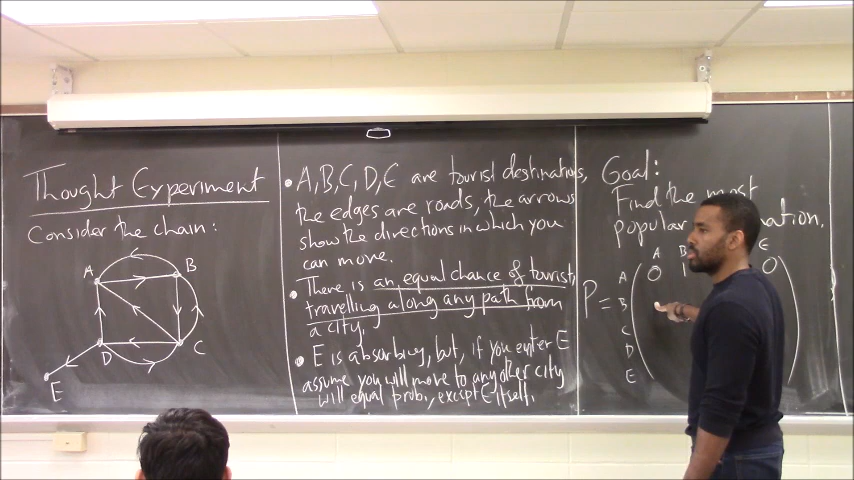 Thought Experiment
Consider the chain:
A
B
C
D
E
• A,B,C,D,E are tourist destinations,
the edges are roads, the arrows
show the directions in which you
can move.
• There is an equal chance of tourist
travelling along any path from
a city.
• E is absorbing, but, if you enter E
assume you will move to any other city
will equal prob., except E itself.
Goal:
Find the most
popular
A B E
A 0 1 0
P = B
C
D
E